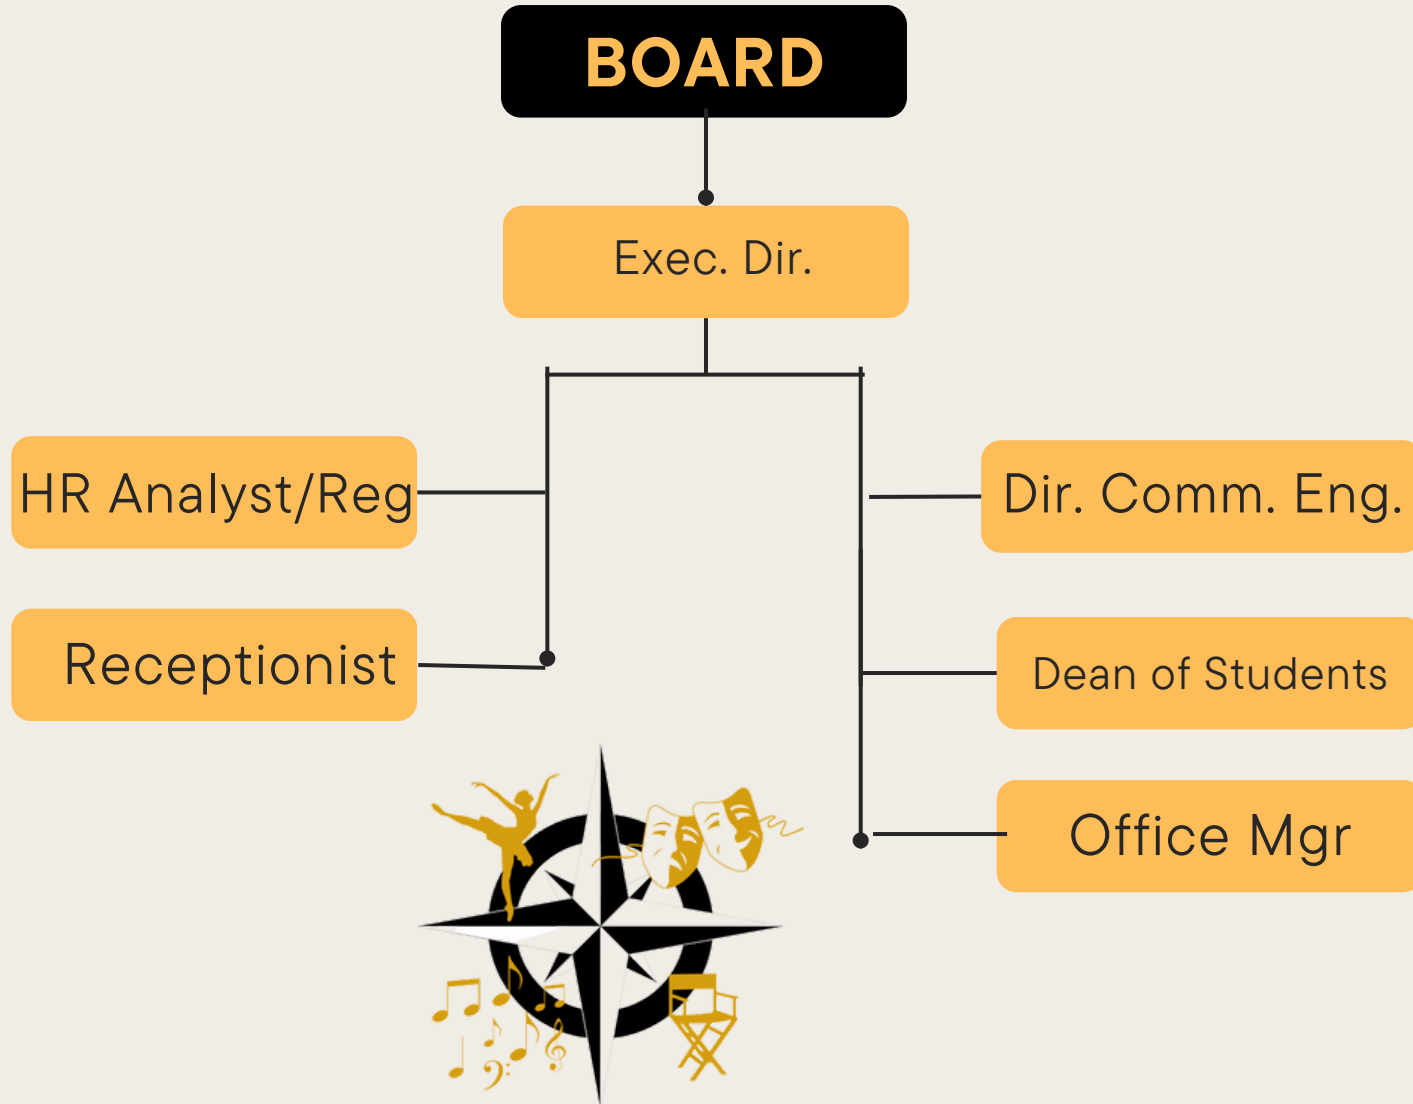 BOARD
Exec. Dir.
HR Analyst/Reg
Dir. Comm. Eng.
Receptionist
Dean of Students
Office Mgr